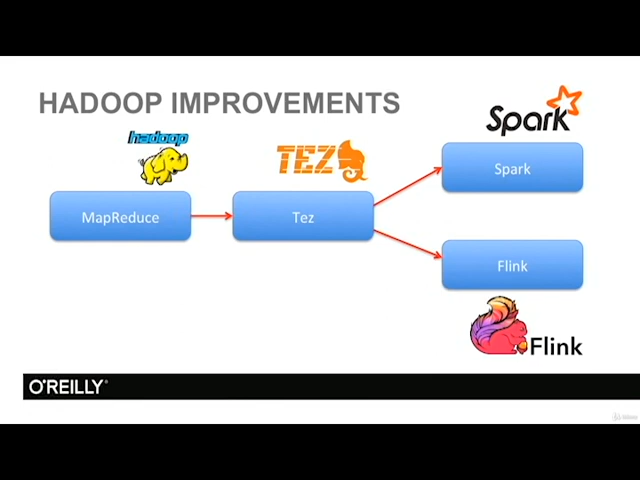 HADOOP IMPROVEMENTS
Spark
hadoop
TEZ
Spark
MapReduce
Tez
Flink
Flink
O'REILLY®